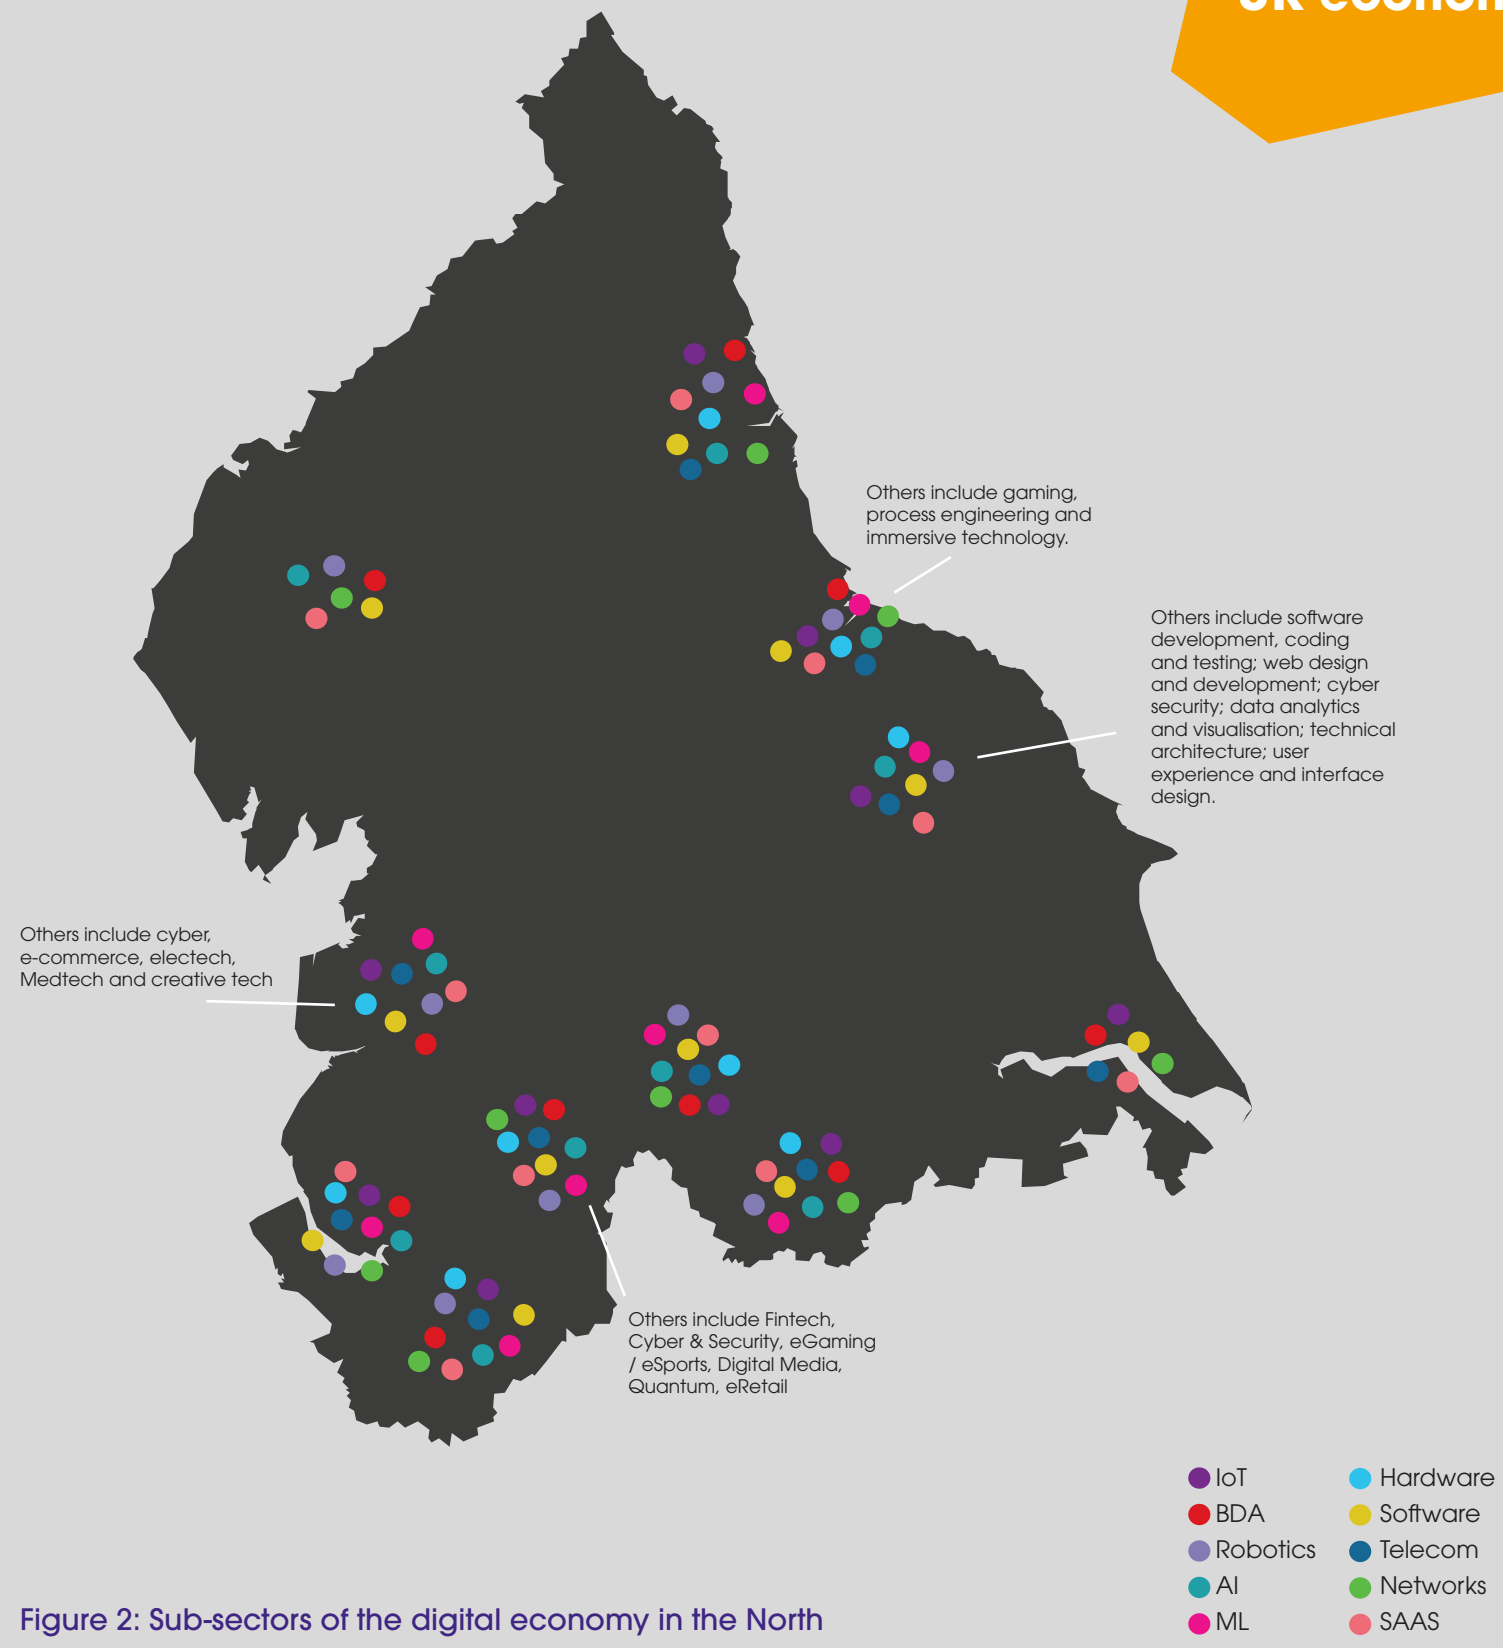 Others include gaming,
process engineering and
immersive technology.
Others include software
development, coding
and testing; web design
and development; cyber
security; data analytics
and visualisation; technical
architecture; user
experience and interface
design.
Others include cyber,
e-commerce, electech,
Medtech and creative tech
Others include Fintech,
Cyber & Security, eGaming
/ eSports, Digital Media,
Quantum, eRetail
IoT
BDA
Robotics
AI
ML
Hardware
Software
Telecom
Networks
SAAS
Figure 2: Sub-sectors of the digital economy in the North